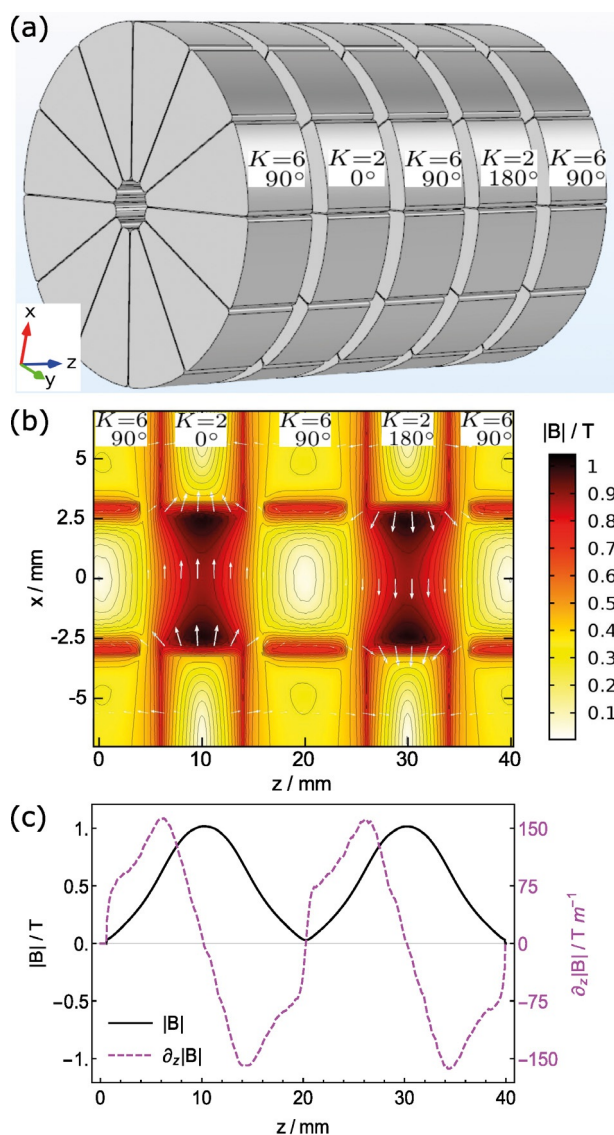 (a)
K=6 K=2 K=6 K=2 K=6
90° 0° 90° 180° 90°
x
z
y
(b)
K=6 K=2 K=6 K=2 K=6
90° 0° 90° 180° 90°
|B| / T
5
2.5
0
-2.5
-5
x / mm
0 10 20 30 40
z / mm
1
0.9
0.8
0.7
0.6
0.5
0.4
0.3
0.2
0.1
(c)
1.
0.5
0.
-0.5
-1.
|B| / T
150
75
0
-75
-150
∂z|B| / T m⁻¹
|B|
∂z|B|
0 10 20 30 40
z / mm